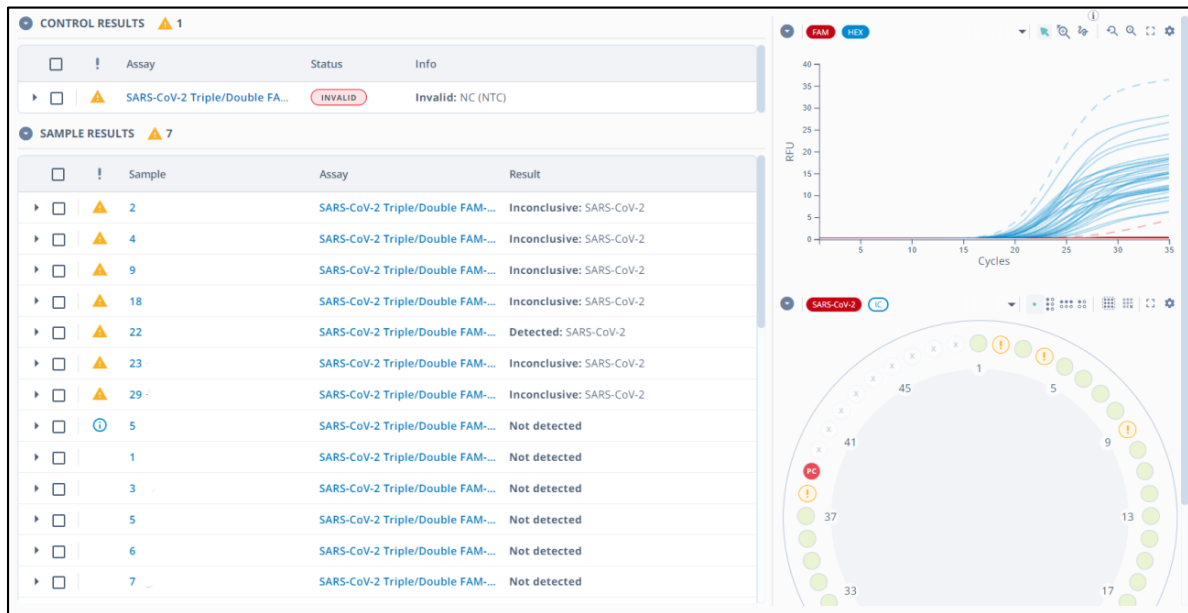 CONTROL RESULTS 1
! Assay Status Info
SARS-CoV-2 Triple/Double FA... INVALID Invalid: NC (NTC)
SAMPLE RESULTS 7
! Sample Assay Result
2 SARS-CoV-2 Triple/Double FAM-... Inconclusive: SARS-CoV-2
4 SARS-CoV-2 Triple/Double FAM-... Inconclusive: SARS-CoV-2
9 SARS-CoV-2 Triple/Double FAM-... Inconclusive: SARS-CoV-2
18 SARS-CoV-2 Triple/Double FAM-... Inconclusive: SARS-CoV-2
22 SARS-CoV-2 Triple/Double FAM-... Detected: SARS-CoV-2
23 SARS-CoV-2 Triple/Double FAM-... Inconclusive: SARS-CoV-2
29 SARS-CoV-2 Triple/Double FAM-... Inconclusive: SARS-CoV-2
5 SARS-CoV-2 Triple/Double FAM-... Not detected
1 SARS-CoV-2 Triple/Double FAM-... Not detected
3 SARS-CoV-2 Triple/Double FAM-... Not detected
5 SARS-CoV-2 Triple/Double FAM-... Not detected
6 SARS-CoV-2 Triple/Double FAM-... Not detected
7 SARS-CoV-2 Triple/Double FAM-... Not detected
FAM HEX
40
35
30
25
20
15
10
5
0
RFU
5 10 15 20 25 30 35
Cycles
SARS-CoV-2 IC
x x x x x x x x x x
! ! ! !
PC
1
5
9
13
17
33
37
41
45